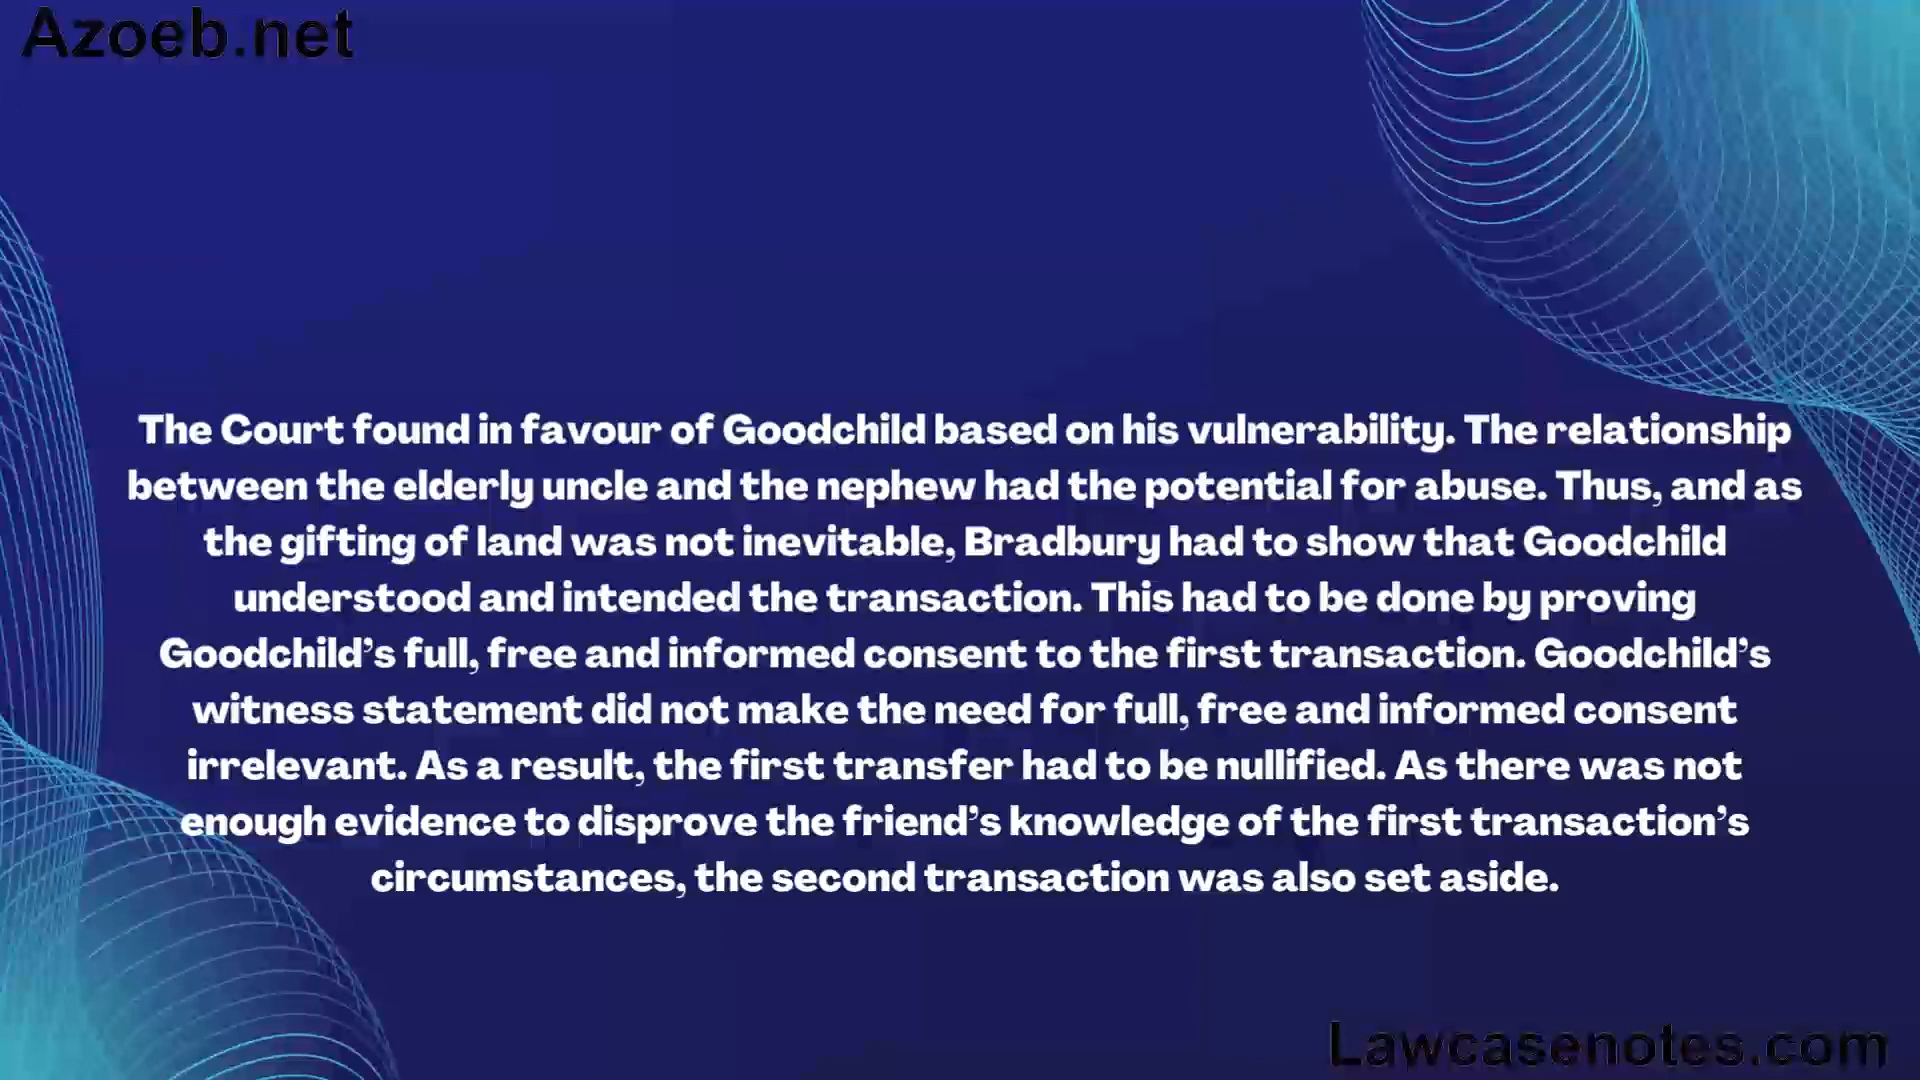 Azoeb.net
The Court found in favour of Goodchild based on his vulnerability. The relationship
between the elderly uncle and the nephew had the potential for abuse. Thus, and as
the gifting of land was not inevitable, Bradbury had to show that Goodchild
understood and intended the transaction. This had to be done by proving
Goodchild’s full, free and informed consent to the first transaction. Goodchild’s
witness statement did not make the need for full, free and informed consent
irrelevant. As a result, the first transfer had to be nullified. As there was not
enough evidence to disprove the friend’s knowledge of the first transaction’s
circumstances, the second transaction was also set aside.
Lawcasenotes.com